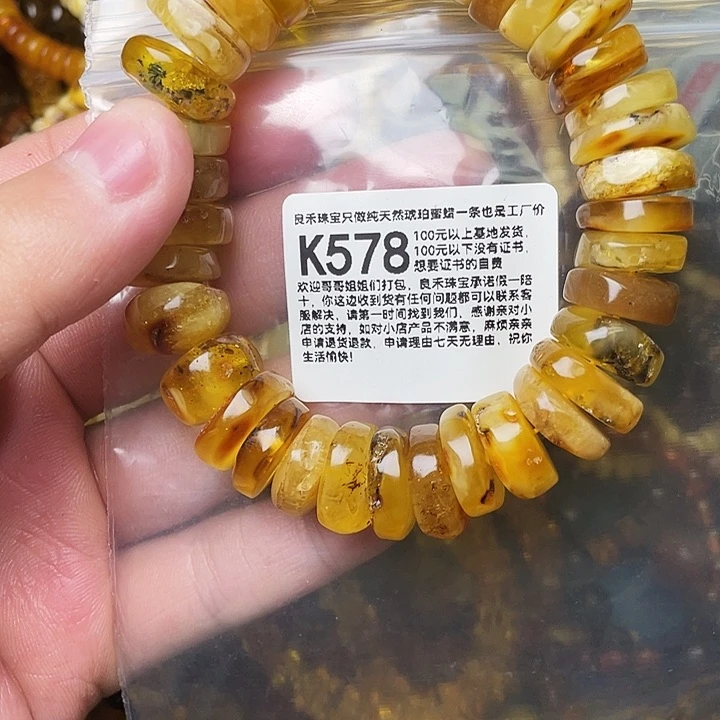 良禾珠宝只做纯天然琥珀蜜蜡一条也是工厂价
K578
100元以上基地发货,
100元以下没有证书,
想要证书的自费
欢迎哥哥姐姐们打包, 良禾珠宝承诺假一赔
十, 你这边收到货有任何问题都可以联系客
服解决, 请第一时间找到我们, 感谢亲对小
店的支持, 如对小店产品不满意, 麻烦亲亲
申请退货退款, 申请理由七天无理由, 祝你
生活愉快!